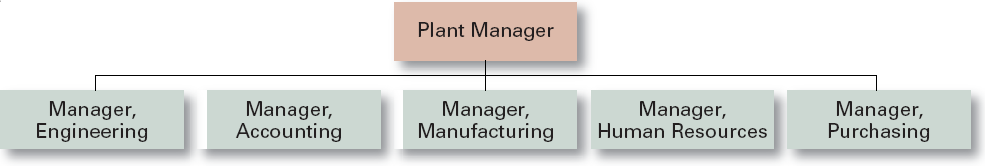 Plant Manager
Manager,
Engineering
Manager,
Accounting
Manager,
Manufacturing
Manager,
Human Resources
Manager,
Purchasing